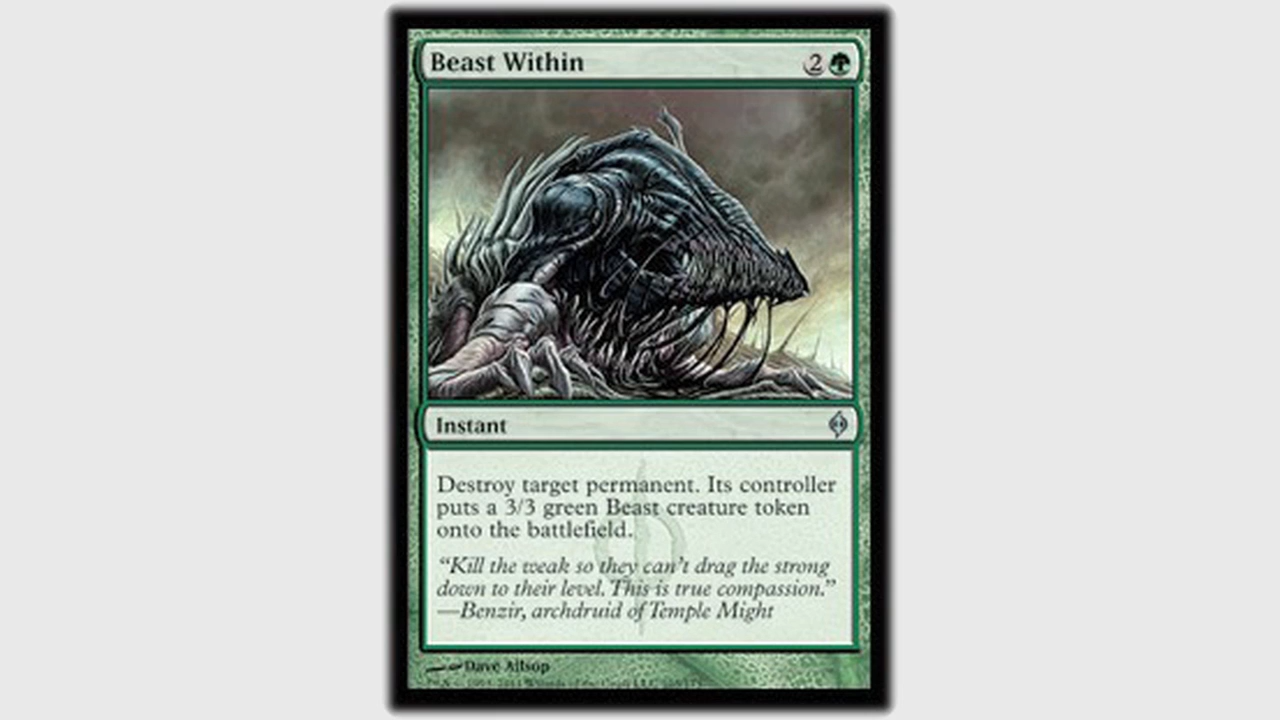 Beast Within 2
Instant
Destroy target permanent. Its controller
puts a 3/3 green Beast creature token
onto the battlefield.
“Kill the weak so they can’t drag the strong
down to their level. This is true compassion.”
—Benzir, archdruid of Temple Might
Dave Allsop